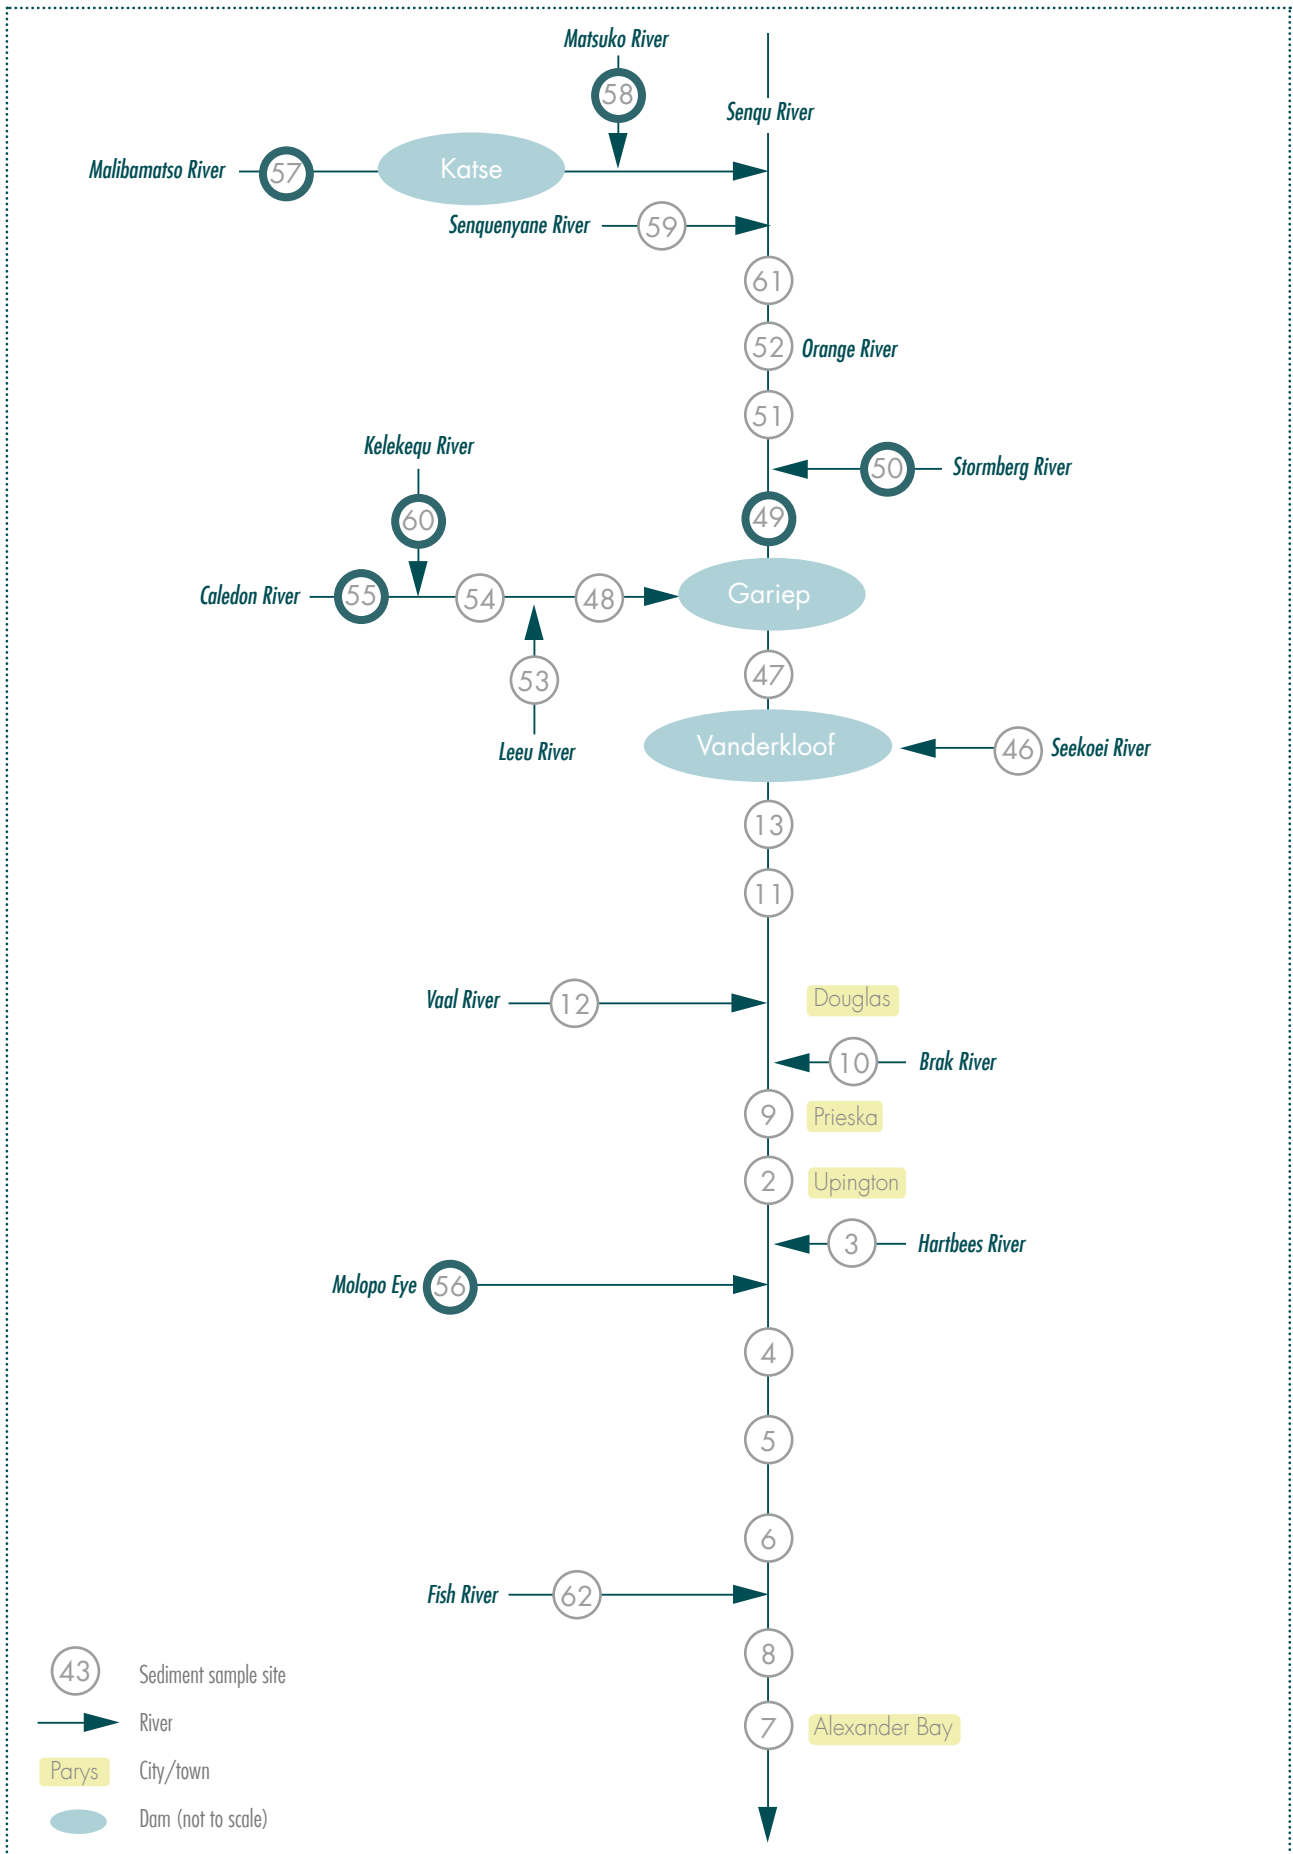 Matsuko River
58
Senqu River
Malibamatso River
57
Katse
Senquenyane River
59
61
52
Orange River
51
Kelekequ River
50
Stormberg River
60
49
Caledon River
55
54
48
Gariep
53
47
Leeu River
Vanderkloof
46
Seekoei River
13
11
Vaal River
12
Douglas
10
Brak River
9
Prieska
2
Upington
3
Hartbees River
Molopo Eye
56
4
5
6
Fish River
62
8
43
Sediment sample site
River
7
Alexander Bay
Parys
City/town
Dam (not to scale)